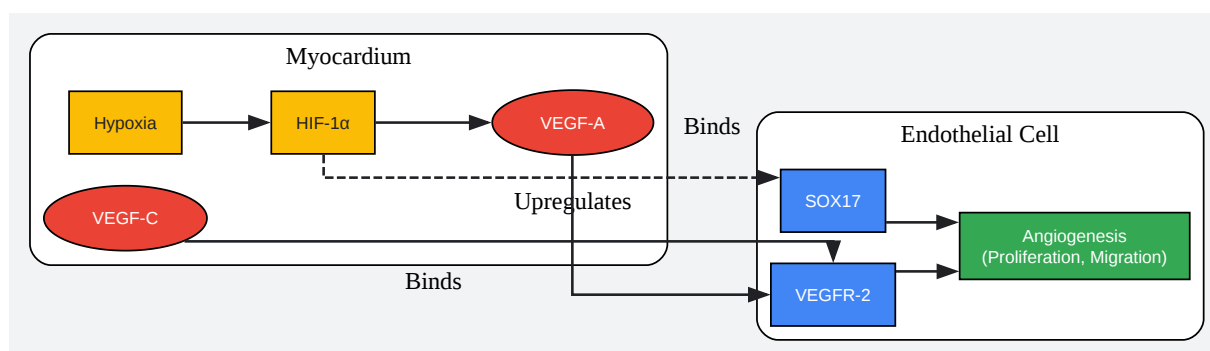 Myocardium
Hypoxia
HIF-1α
VEGF-A
Binds
Endothelial Cell
VEGF-C
Upregulates
SOX17
Angiogenesis
(Proliferation, Migration)
Binds
VEGFR-2